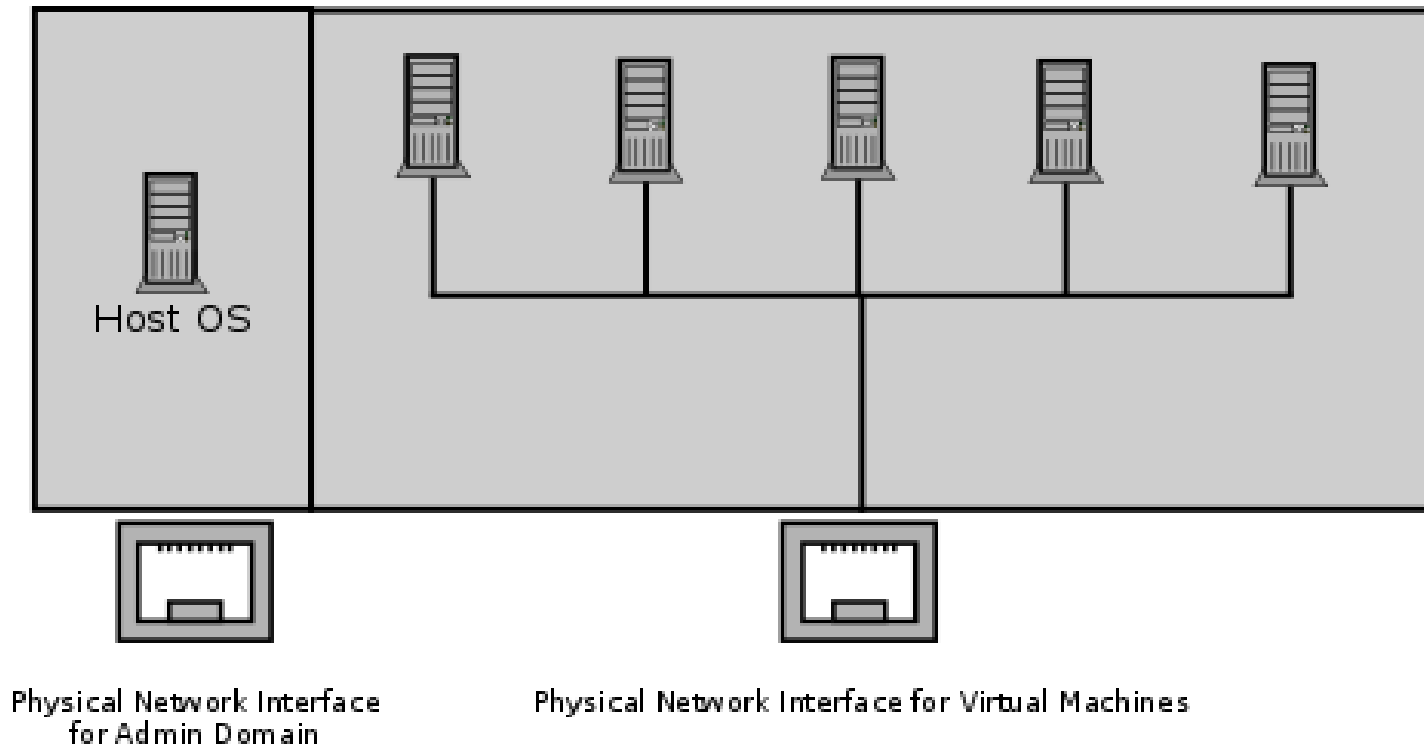 Host OS
Physical Network Interface
for Admin Domain
Physical Network Interface for Virtual Machines